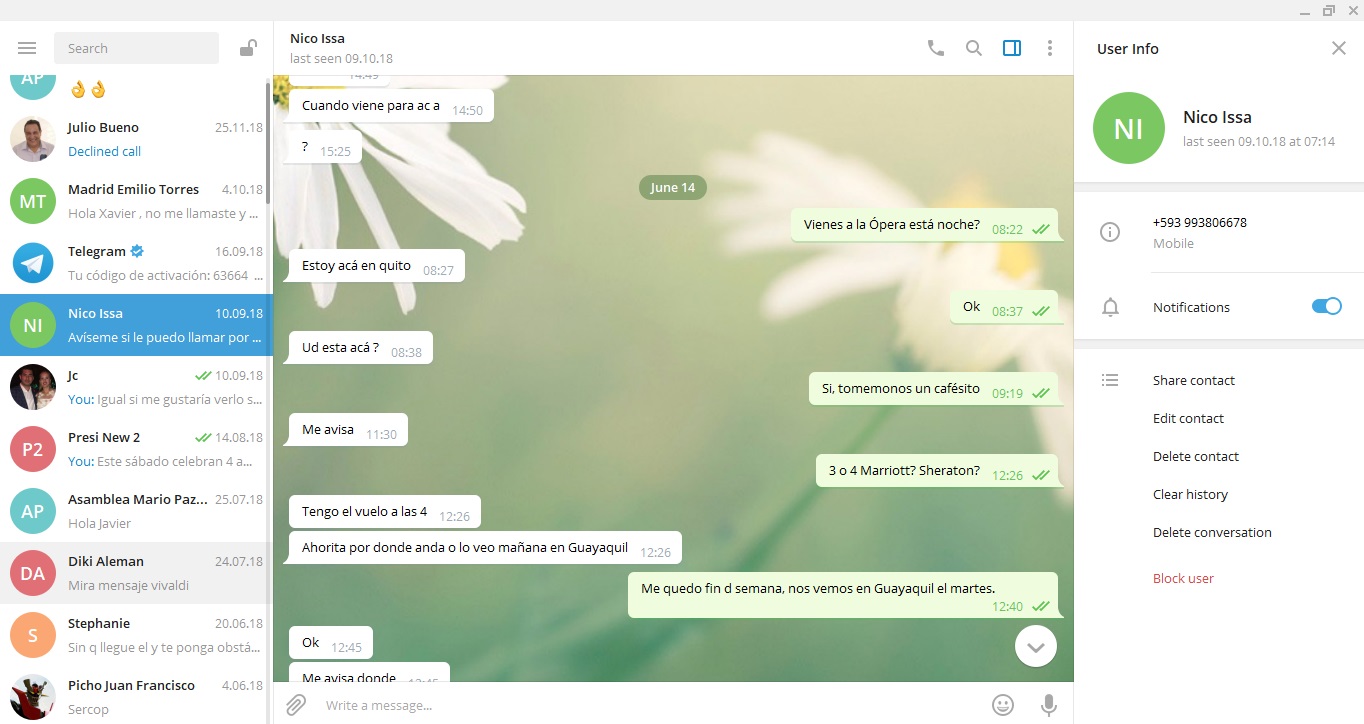 Search
AP
👌👌
Julio Bueno 25.11.18
Declined call
MT
Madrid Emilio Torres 4.10.18
Hola Xavier , no me llamaste y ...
Telegram 16.09.18
Tu código de activación: 63664 ...
NI
Nico Issa 10.09.18
Avíseme si le puedo llamar por ...
Jc 10.09.18
You: Igual si me gustaría verlo s...
P2
Presi New 2 14.08.18
You: Este sábado celebran 4 a...
AP
Asamblea Mario Paz... 25.07.18
Hola Javier
DA
Diki Aleman 24.07.18
Mira mensaje vivaldi
S
Stephanie 20.06.18
Sin q llegue el y te ponga obstá...
Picho Juan Francisco 4.06.18
Sercop
Nico Issa
last seen 09.10.18
14:49
Cuando viene para ac a 14:50
? 15:25
June 14
Vienes a la Ópera está noche? 08:22
Estoy acá en quito 08:27
Ok 08:37
Ud esta acá ? 08:38
Si, tomemonos un cafésito 09:19
Me avisa 11:30
3 o 4 Marriott? Sheraton? 12:26
Tengo el vuelo a las 4 12:26
Ahorita por donde anda o lo veo mañana en Guayaquil 12:26
Me quedo fin d semana, nos vemos en Guayaquil el martes.
12:40
Ok 12:45
Me avisa donde 12:45
Write a message...
User Info
NI
Nico Issa
last seen 09.10.18 at 07:14
+593 993806678
Mobile
Notifications
Share contact
Edit contact
Delete contact
Clear history
Delete conversation
Block user